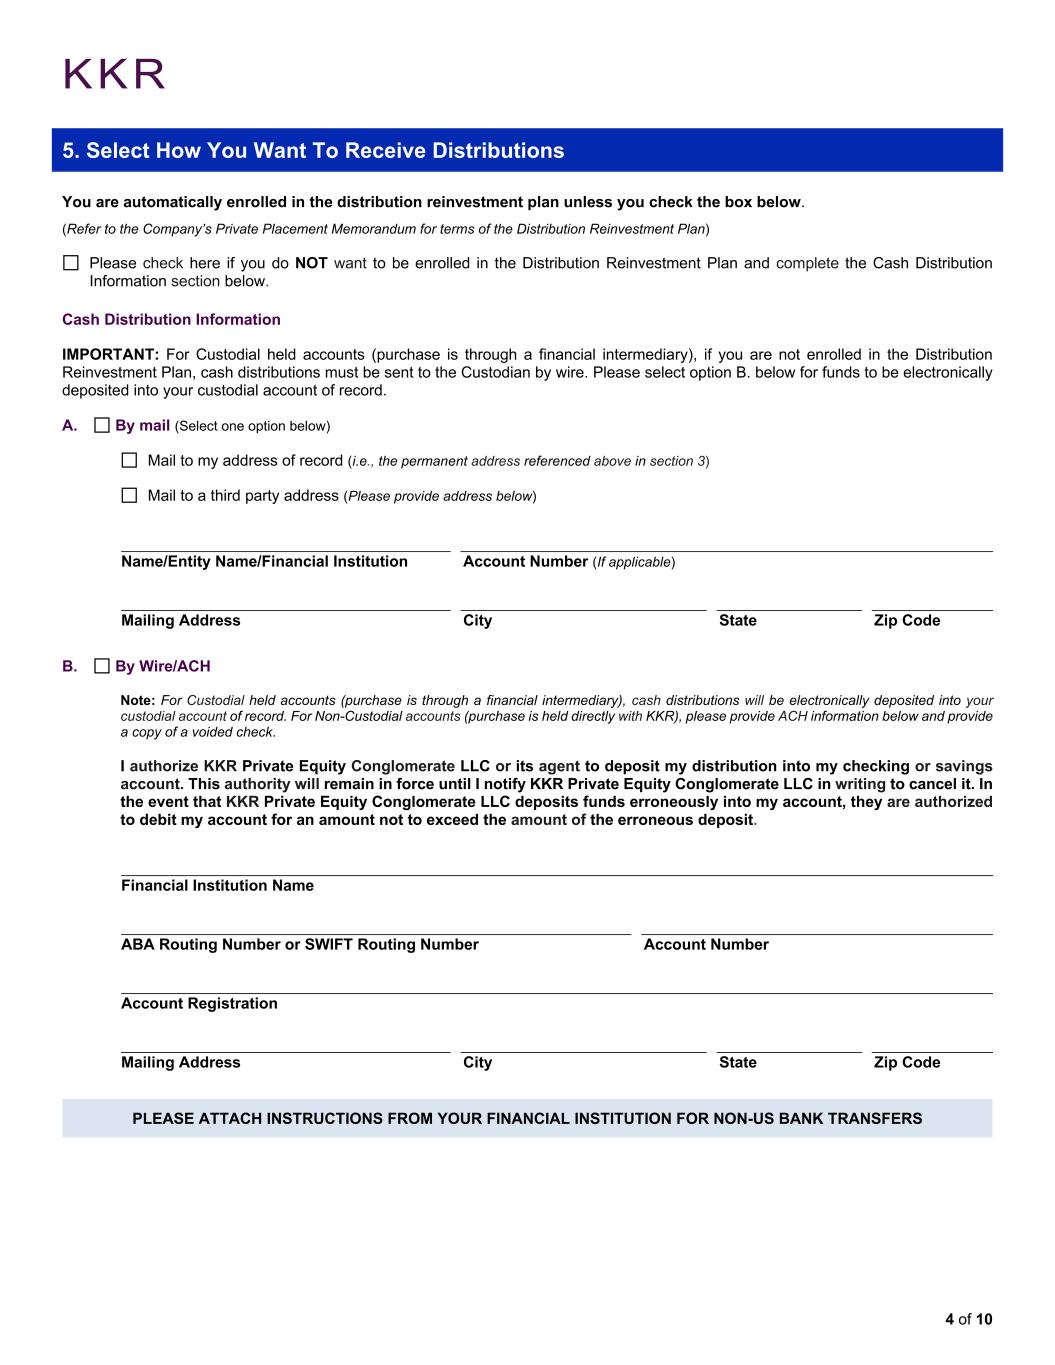 KKR
5. Select How You Want To Receive Distributions
You are automatically enrolled in the distribution reinvestment plan unless you check the box below.
(Refer to the Company's Private Placement Memorandum for terms of the Distribution Reinvestment Plan)
Please check here if you do NOT want to be enrolled in the Distribution Reinvestment Plan and complete the Cash Distribution
Information section below.
Cash Distribution Information
IMPORTANT: For Custodial held accounts (purchase is through a financial intermediary), if you are not enrolled in the Distribution
Reinvestment Plan, cash distributions must be sent to the Custodian by wire. Please select option B. below for funds to be electronically
deposited into your custodial account of record.
A. By mail (Select one option below)
Mail to my address of record (i.e., the permanent address referenced above in section 3)
Mail to a third party address (Please provide address below)
Name/Entity Name/Financial Institution Account Number (If applicable)
Mailing Address City State Zip Code
B. By Wire/ACH
Note: For Custodial held accounts (purchase is through a financial intermediary), cash distributions will be electronically deposited into your
custodial account of record. For Non-Custodial accounts (purchase is held directly with KKR), please provide ACH information below and provide
a copy of a voided check.
I authorize KKR Private Equity Conglomerate LLC or its agent to deposit my distribution into my checking or savings
account. This authority will remain in force until I notify KKR Private Equity Conglomerate LLC in writing to cancel it. In
the event that KKR Private Equity Conglomerate LLC deposits funds erroneously into my account, they are authorized
to debit my account for an amount not to exceed the amount of the erroneous deposit.
Financial Institution Name
ABA Routing Number or SWIFT Routing Number Account Number
Account Registration
Mailing Address City State Zip Code
PLEASE ATTACH INSTRUCTIONS FROM YOUR FINANCIAL INSTITUTION FOR NON-US BANK TRANSFERS
4 of 10